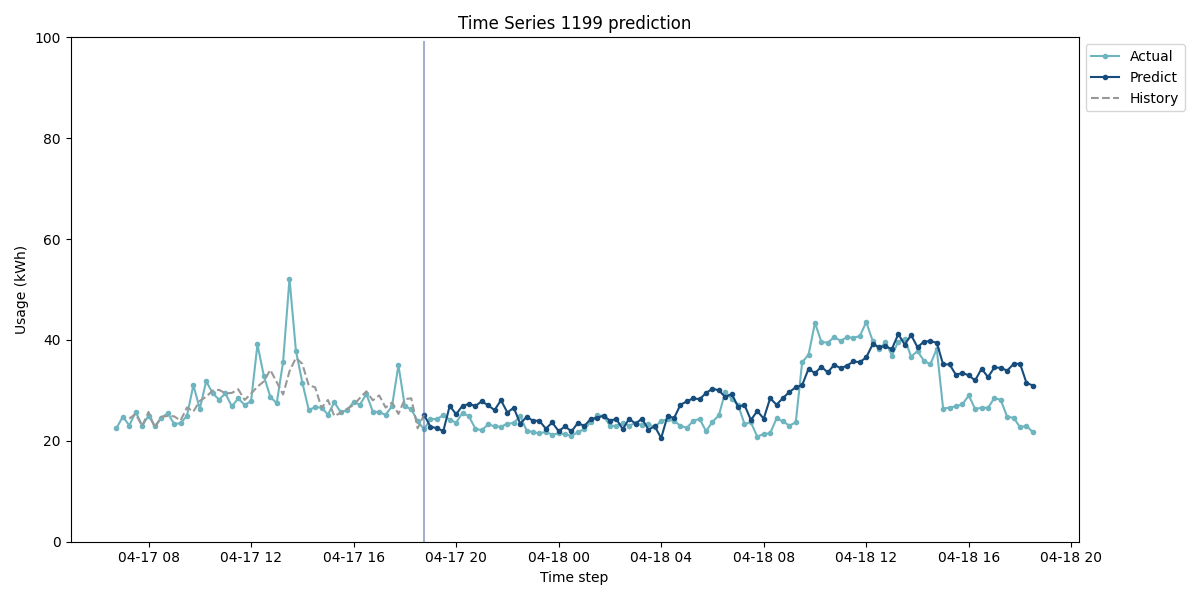 Time Series 1199 prediction
100
80
60
40
20
0
Usage (kWh)
04-17 08
04-17 12
04-17 16
04-17 20
04-18 00
04-18 04
04-18 08
04-18 12
04-18 16
04-18 20
Time step
Actual
Predict
History